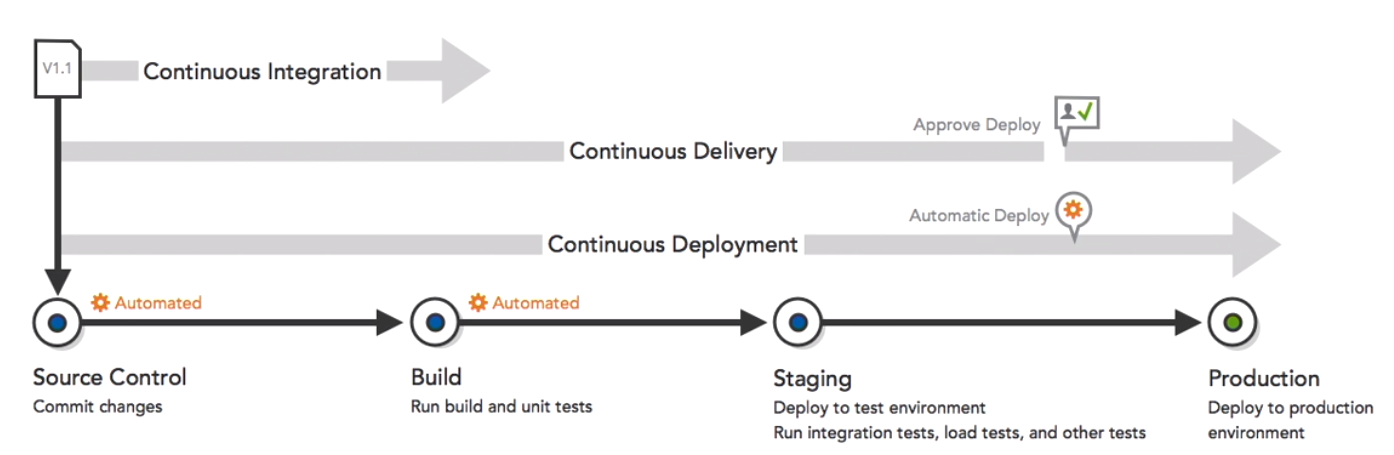 V1.1
Continuous Integration
Approve Deploy
Continuous Delivery
Automatic Deploy
Continuous Deployment
Automated
Automated
Source Control
Commit changes
Build
Run build and unit tests
Staging
Deploy to test environment
Run integration tests, load tests, and other tests
Production
Deploy to production
environment